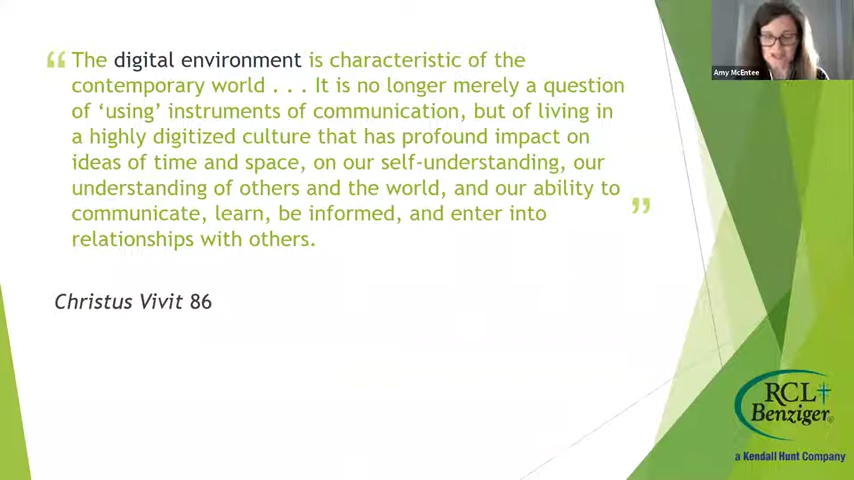 “ The digital environment is characteristic of the
contemporary world . . . It is no longer merely a question
of ‘using’ instruments of communication, but of living in
a highly digitized culture that has profound impact on
ideas of time and space, on our self-understanding, our
understanding of others and the world, and our ability to
communicate, learn, be informed, and enter into
relationships with others. ”
Christus Vivit 86
Amy McEntee
RCL
Benziger®
a Kendall Hunt Company